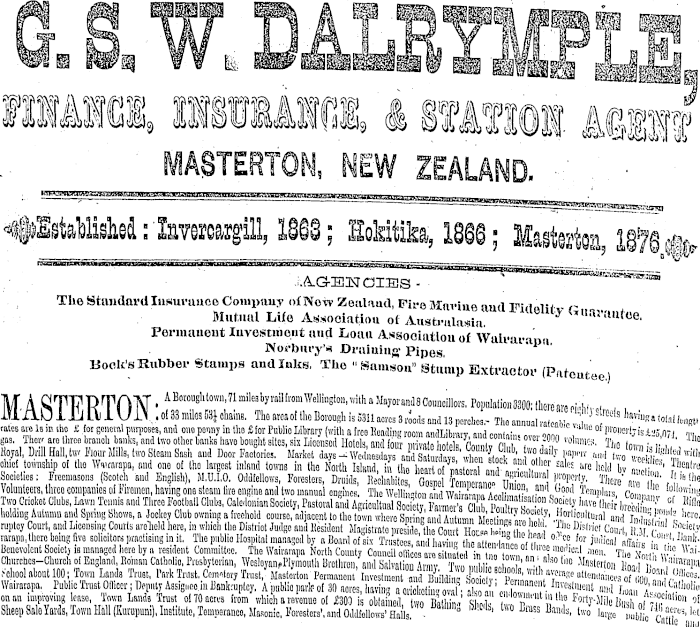 G. S. W. DALRYMPLE,
FINANCE, INSURANCE, & STATION AGENT
MASTERTON, NEW ZEALAND.
Established : Invercargill, 1863 ; Hokitika, 1866 ; Masterton, 1876.
AGENCIES -
The Standard Insurance Company of New Zealand, Fire Marine and Fidelity Guarantee.
Mutual Life Association of Australasia.
Permanent Investment and Loan Association of Wairarapa.
Norbury's Draining Pipes.
Bock's Rubber Stamps and Inks, The "Samson" Stump Extractor (Patentee.)
MASTERTON: A Borough town, 71 miles by rail from Wellington, with a Mayor and 8 Councillors. Population 3300; there are eighty streets having a total length
of 33 miles 53½ chains. The area of the Borough is 5311 acres 3 roods and 13 perches.- The annual rateable value of property is £25,071. The
rates are 1s in the £ for general purposes, and one penny in the £ for Public Library (with a free Reading room and Library, and contains over 2000 volumes. The town is lighted with
gas. There are three branch banks, and two other banks have bought sites, six Licensed Hotels, and four private hotels, County Club, two daily papers and two weeklies, Theatre
Royal, Drill Hall, two Flour Mills, two Steam Sash and Door Factories. Market days—Wednesdays and Saturdays, when stock and other sales are held by auction. It is the
chief township of the Wairarapa, and one of the largest inland towns in the North Island, in the heart of pastoral and agricultural property. There are the following
Societies: Freemasons (Scotch and English), M.U.I.O. Oddfellows, Foresters, Druids, Rechabites, Gospel Temperance Union, and Good Templars, Company of Rifle
Volunteers, three companies of Firemen, having one steam fire engine and two manual engines. The Wellington and Wairarapa Acclimatisation Society have their breeding ponds here,
Two Cricket Clubs, Lawn Tennis and Three Football Clubs, Caledonian Society, Pastoral and Agricultural Society, Farmer's Club, Poultry Society, Horticultural and Industrial Society
holding Autumn and Spring Shows, a Jockey Club owning a freehold course, adjacent to the town where Spring and Autumn Meetings are held. The District Court, R.M. Court, Bank-
ruptcy Court, and Licensing Courts are held here, in which the District Judge and Resident Magistrate preside, the Court House being the head office for judicial affairs in the Wai-
rarapa, there being five solicitors practising in it. The public Hospital managed by a Board of six Trustees, and having the attendance of three medical men. The North Wairarapa
Benevolent Society is managed here by a resident Committee. The Wairarapa North County Council offices are situated in the town, and also the Masterton Road Board Offices.
Churches—Church of England, Roman Catholic, Presbyterian, Wesleyan, Plymouth Brethren, and Salvation Army. Two public schools, with average attendances of 600, and Catholic
School about 100; Town Lands Trust, Park Trust, Cemetery Trust, Masterton Permanent Investment and Building Society; Permanent Investment and Loan Association of
Wairarapa. Public Trust Officer; Deputy Assignee in Bankruptcy. A public park of 30 acres, having a cricketing oval; also an endowment in the Forty-Mile Bush of 746 acres, let
on an improving lease, Town Lands Trust of 70 acres from which a revenue of £300 is obtained, two Bathing Sheds, two Brass Bands, two large public Cattle and
Sheep Sale Yards, Town Hall (Kurupuni), Institute, Temperance, Masonic, Foresters', and Oddfellows' Halls.